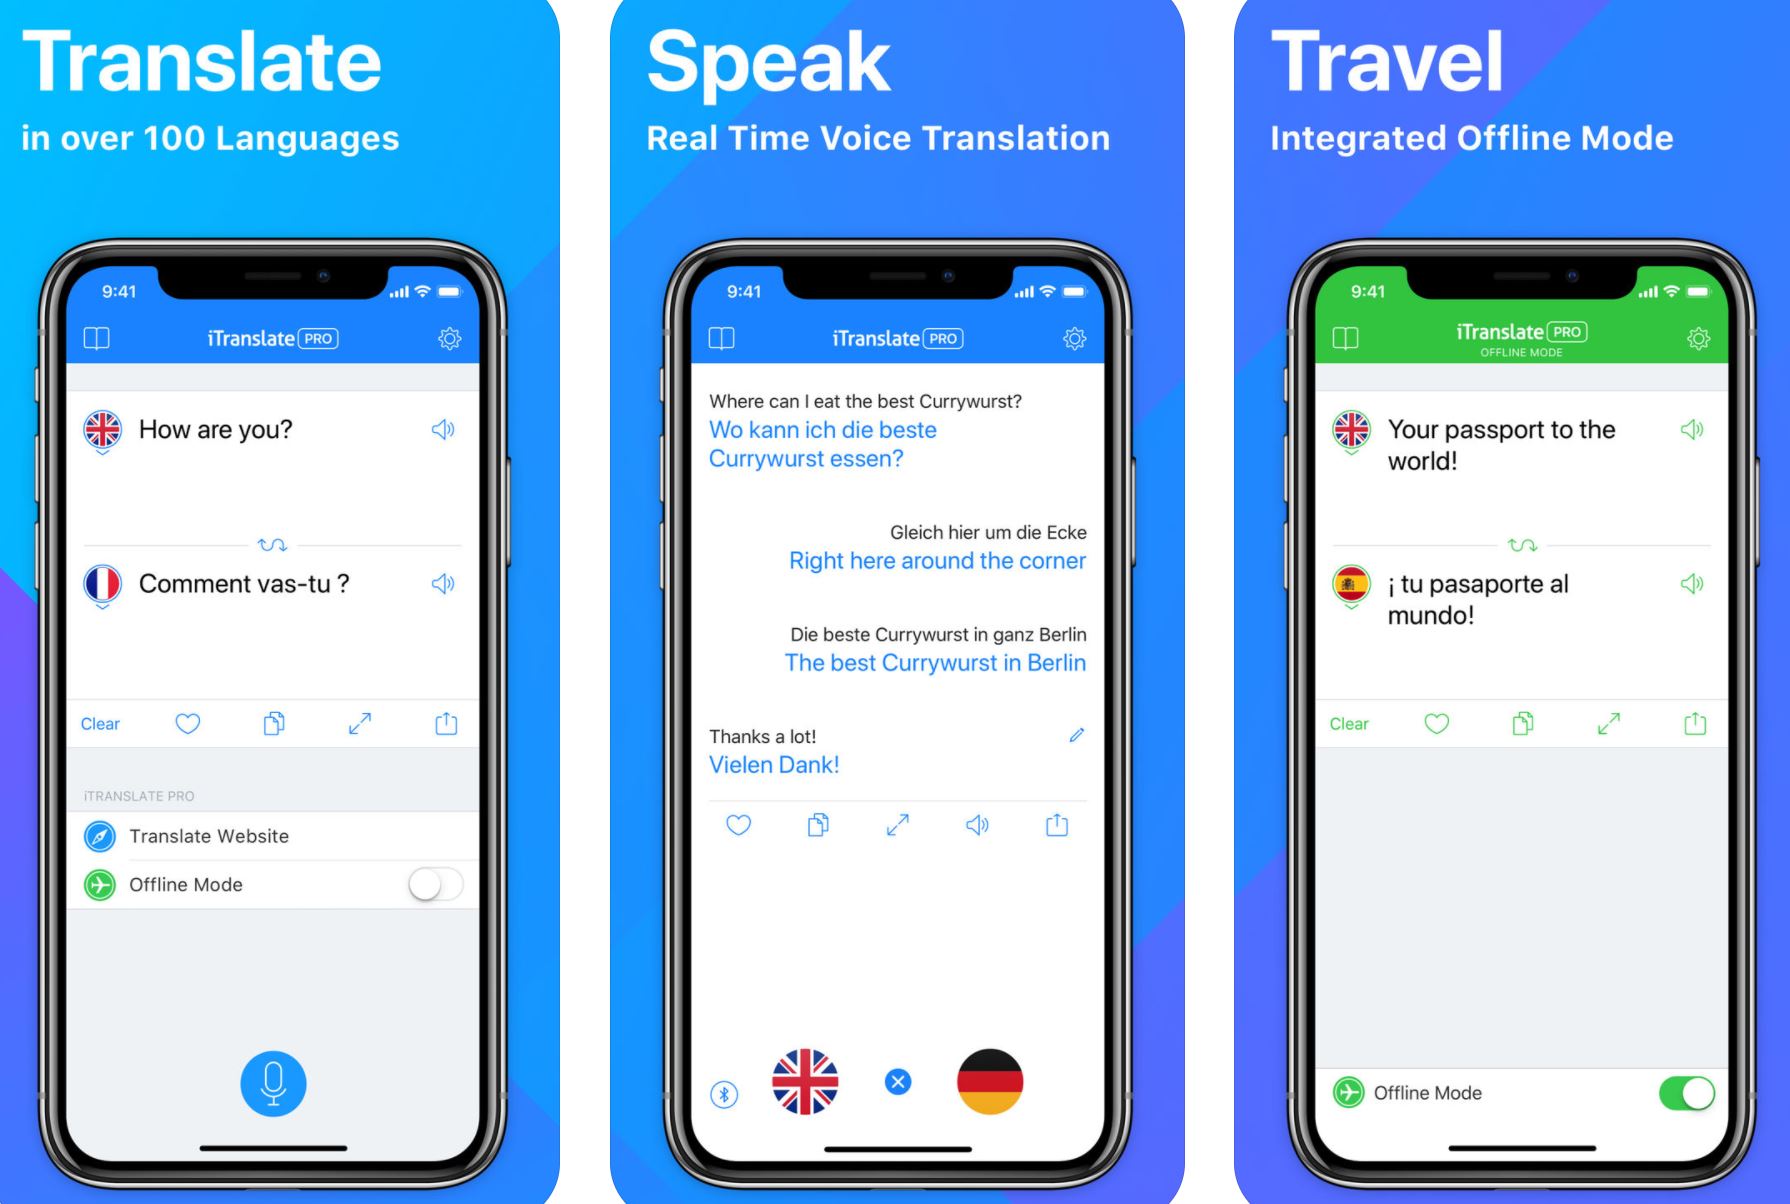 Translate
in over 100 Languages
9:41
iTranslate PRO
How are you?
Comment vas-tu ?
Clear
iTRANSLATE PRO
Translate Website
Offline Mode
Speak
Real Time Voice Translation
9:41
iTranslate PRO
Where can I eat the best Currywurst?
Wo kann ich die beste
Currywurst essen?
Gleich hier um die Ecke
Right here around the corner
Die beste Currywurst in ganz Berlin
The best Currywurst in Berlin
Thanks a lot!
Vielen Dank!
Travel
Integrated Offline Mode
9:41
iTranslate PRO
OFFLINE MODE
Your passport to the
world!
¡ tu pasaporte al
mundo!
Clear
Offline Mode